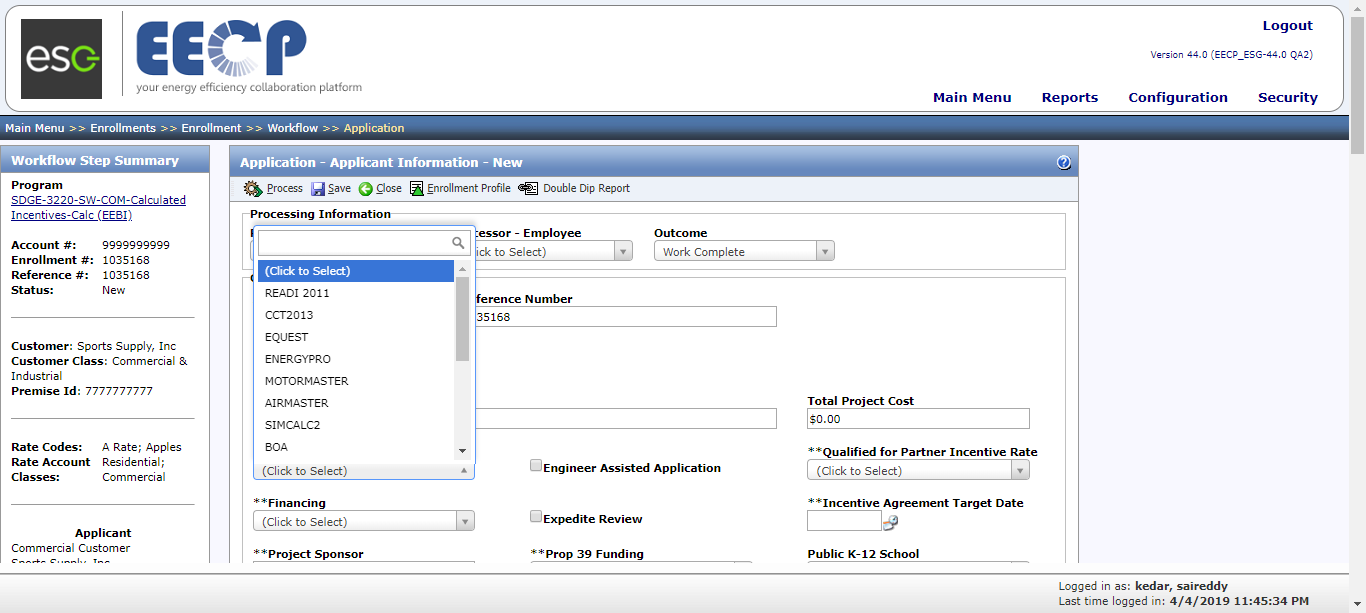 esg
EECP
your energy efficiency collaboration platform
Logout
Version 44.0 (EECP_ESG-44.0 QA2)
Main Menu Reports Configuration Security
Main Menu >> Enrollments >> Enrollment >> Workflow >> Application
Workflow Step Summary
Program
SDGE-3220-SW-COM-Calculated
Incentives-Calc (EEBI)
Account #: 9999999999
Enrollment #: 1035168
Reference #: 1035168
Status: New
Customer: Sports Supply, Inc
Customer Class: Commercial &
Industrial
Premise Id: 7777777777
Rate Codes: A Rate; Apples
Rate Account Residential;
Classes: Commercial
Applicant
Commercial Customer
Sports Supply, Inc
Application - Applicant Information - New
Process Save Close Enrollment Profile Double Dip Report
Processing Information
cessor - Employee Outcome
ick to Select) Work Complete
(Click to Select)
READI 2011
CCT2013
EQUEST
ENERGYPRO
MOTORMASTER
AIRMASTER
SIMCALC2
BOA
(Click to Select)
ference Number
35168
Total Project Cost
$0.00
Engineer Assisted Application
**Qualified for Partner Incentive Rate
(Click to Select)
**Financing
(Click to Select)
Expedite Review
**Incentive Agreement Target Date
**Project Sponsor **Prop 39 Funding Public K-12 School
Logged in as: kedar, saireddy
Last time logged in: 4/4/2019 11:45:34 PM